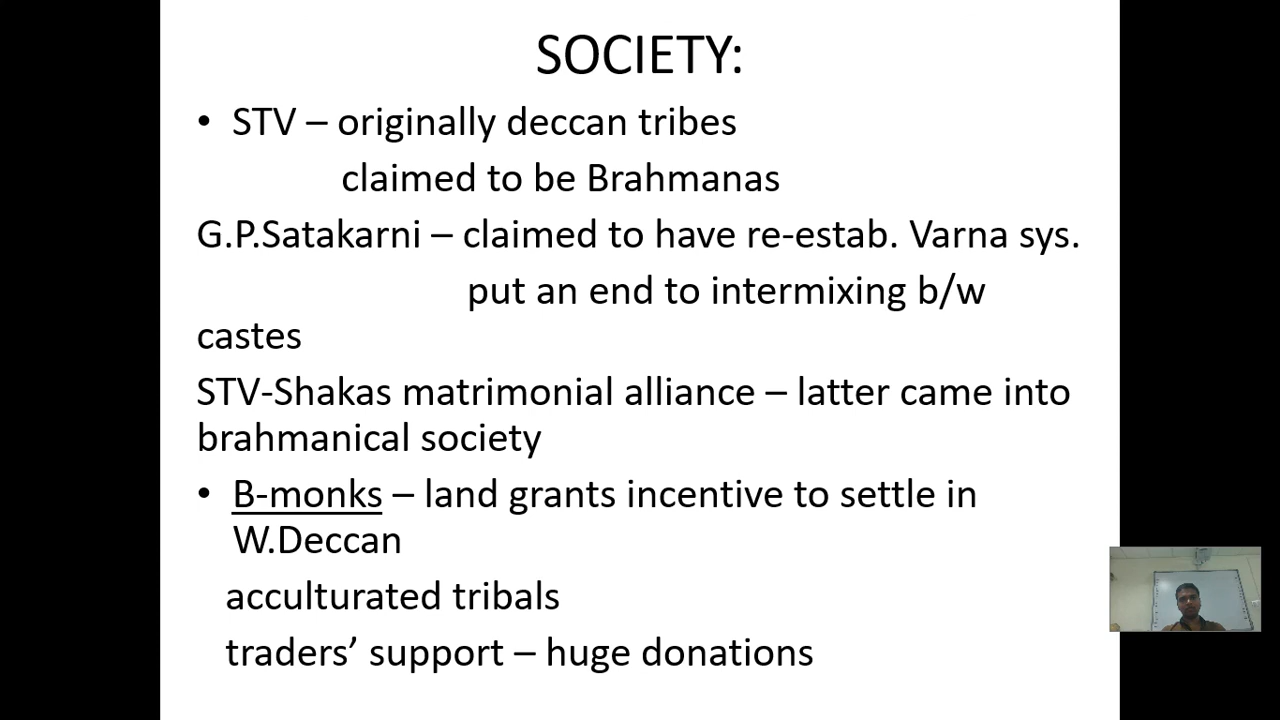 SOCIETY:
• STV – originally deccan tribes
claimed to be Brahmanas
G.P.Satakarni – claimed to have re-estab. Varna sys.
put an end to intermixing b/w
castes
STV-Shakas matrimonial alliance – latter came into
brahmanical society
• B-monks – land grants incentive to settle in
W.Deccan
acculturated tribals
traders’ support – huge donations